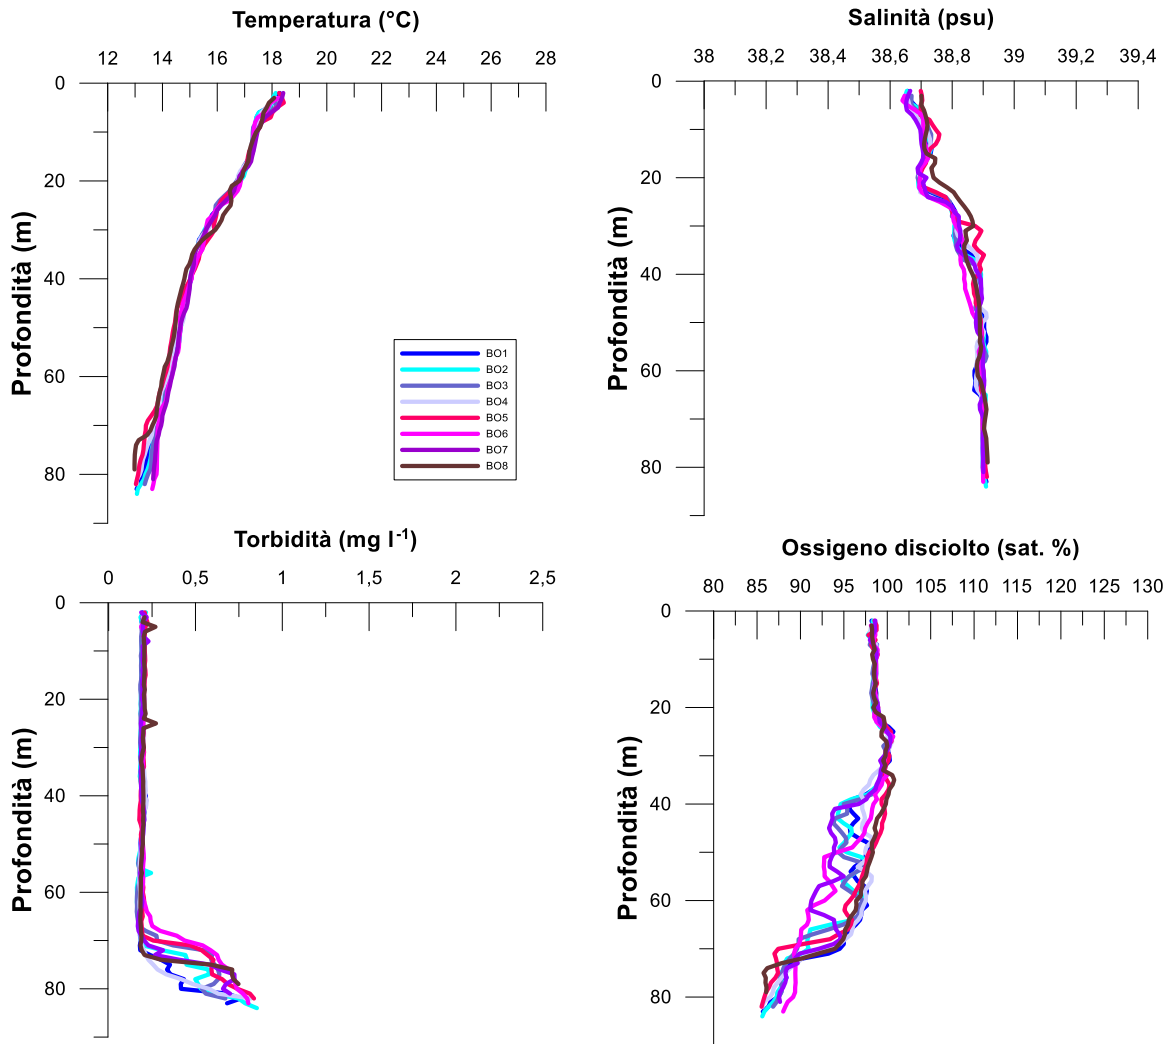 Temperatura (°C)
12 14 16 18 20 22 24 26 28
0
20
40
60
80
Profondità (m)
BO1
BO2
BO3
BO4
BO5
BO6
BO7
BO8
Salinità (psu)
38 38,2 38,4 38,6 38,8 39 39,2 39,4
0
20
40
60
80
Profondità (m)
Torbidità (mg l-1)
0 0,5 1 1,5 2 2,5
0
20
40
60
80
Profondità (m)
Ossigeno disciolto (sat. %)
80 85 90 95 100 105 110 115 120 125 130
0
20
40
60
80
Profondità (m)